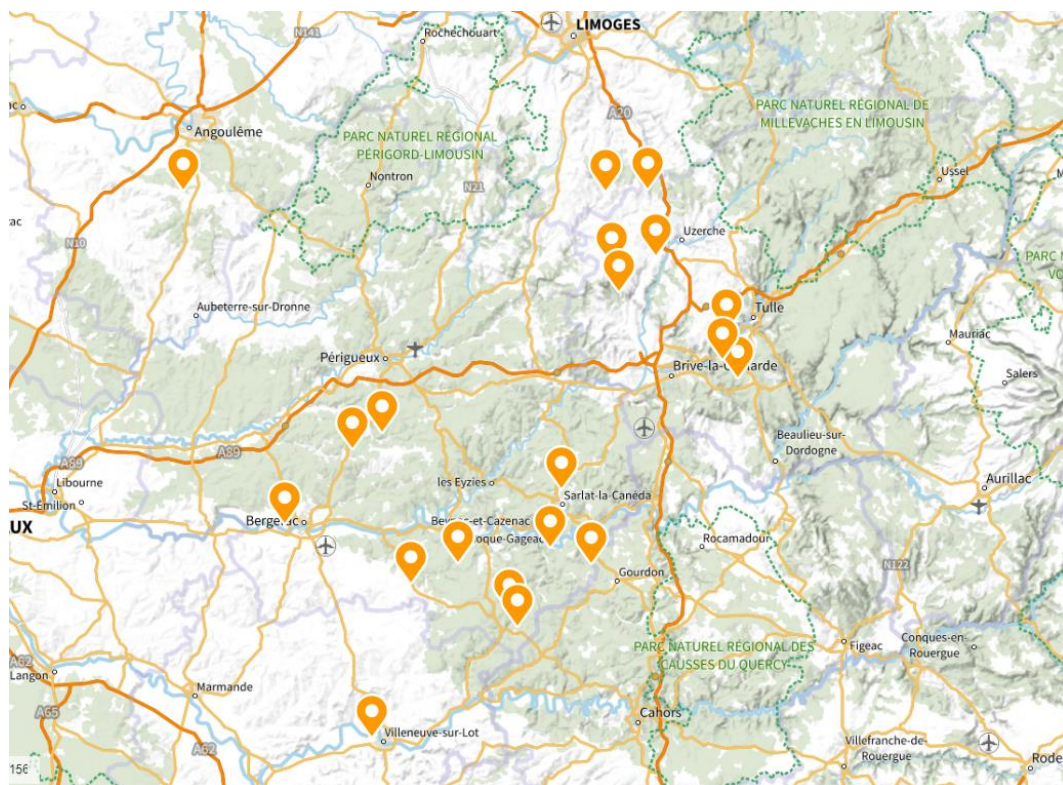 LIMOGES
N141
Rochechouart
A20
PARC NATUREL RÉGIONAL DE
MILLEVACHES EN LIMOUSIN
Angoulême
PARC NATUREL RÉGIONAL
PÉRIGORD-LIMOUSIN
Nontron
N21
Ussel
N10
Uzerche
Aubeterre-sur-Dronne
Tulle
Mauriac
Périgueux
Salers
Beaulieu-sur-
Dordogne
A89
A89
Libourne
St-Émilion
les Eyzies
Sarlat-la-Canéda
Aurillac
UX
Bergerac
Rocamadour
Gourdon
N122
PARC NATUREL RÉGIONAL DES
CAUSSES DU QUERCY
Figeac
Conques-en-
Rouergue
A62
Langon
Marmande
A65
A62
Villeneuve-sur-Lot
Cahors
Villefranche-de-
Rouergue